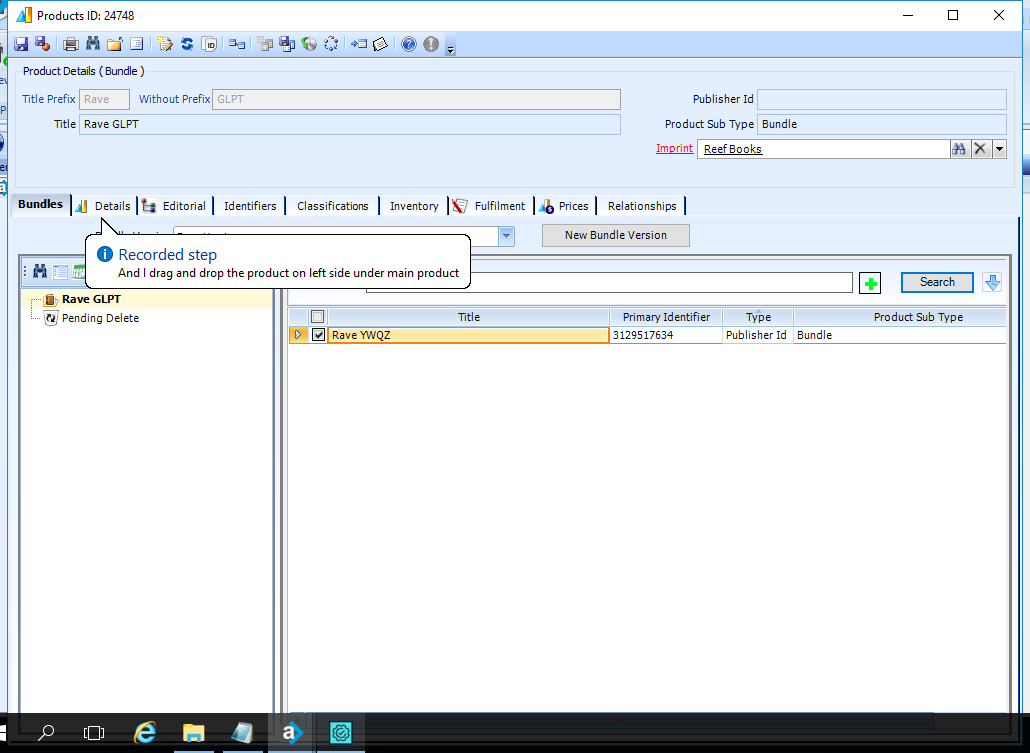 Products ID: 24748
Product Details ( Bundle )
Title Prefix Rave Without Prefix GLPT Publisher Id
Title Rave GLPT Product Sub Type Bundle
Imprint Reef Books
Bundles Details Editorial Identifiers Classifications Inventory Fulfilment Prices Relationships
New Bundle Version
Recorded step
And I drag and drop the product on left side under main product
Search
Rave GLPT
Pending Delete
Title Primary Identifier Type Product Sub Type
Rave YWQZ 3129517634 Publisher Id Bundle